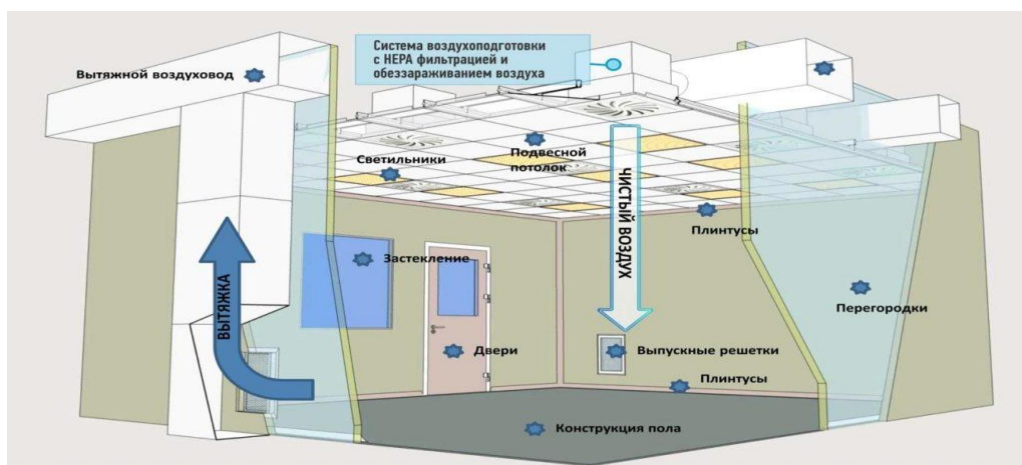 Система воздухоподготовки
с HEPA фильтрацией и
обеззараживанием воздуха
Вытяжной воздуховод
Светильники
Подвесной
потолок
ЧИСТЫЙ ВОЗДУХ
Плинтусы
Застекление
ВЫТЯЖКА
Перегородки
Двери
Выпускные решетки
Плинтусы
Конструкция пола